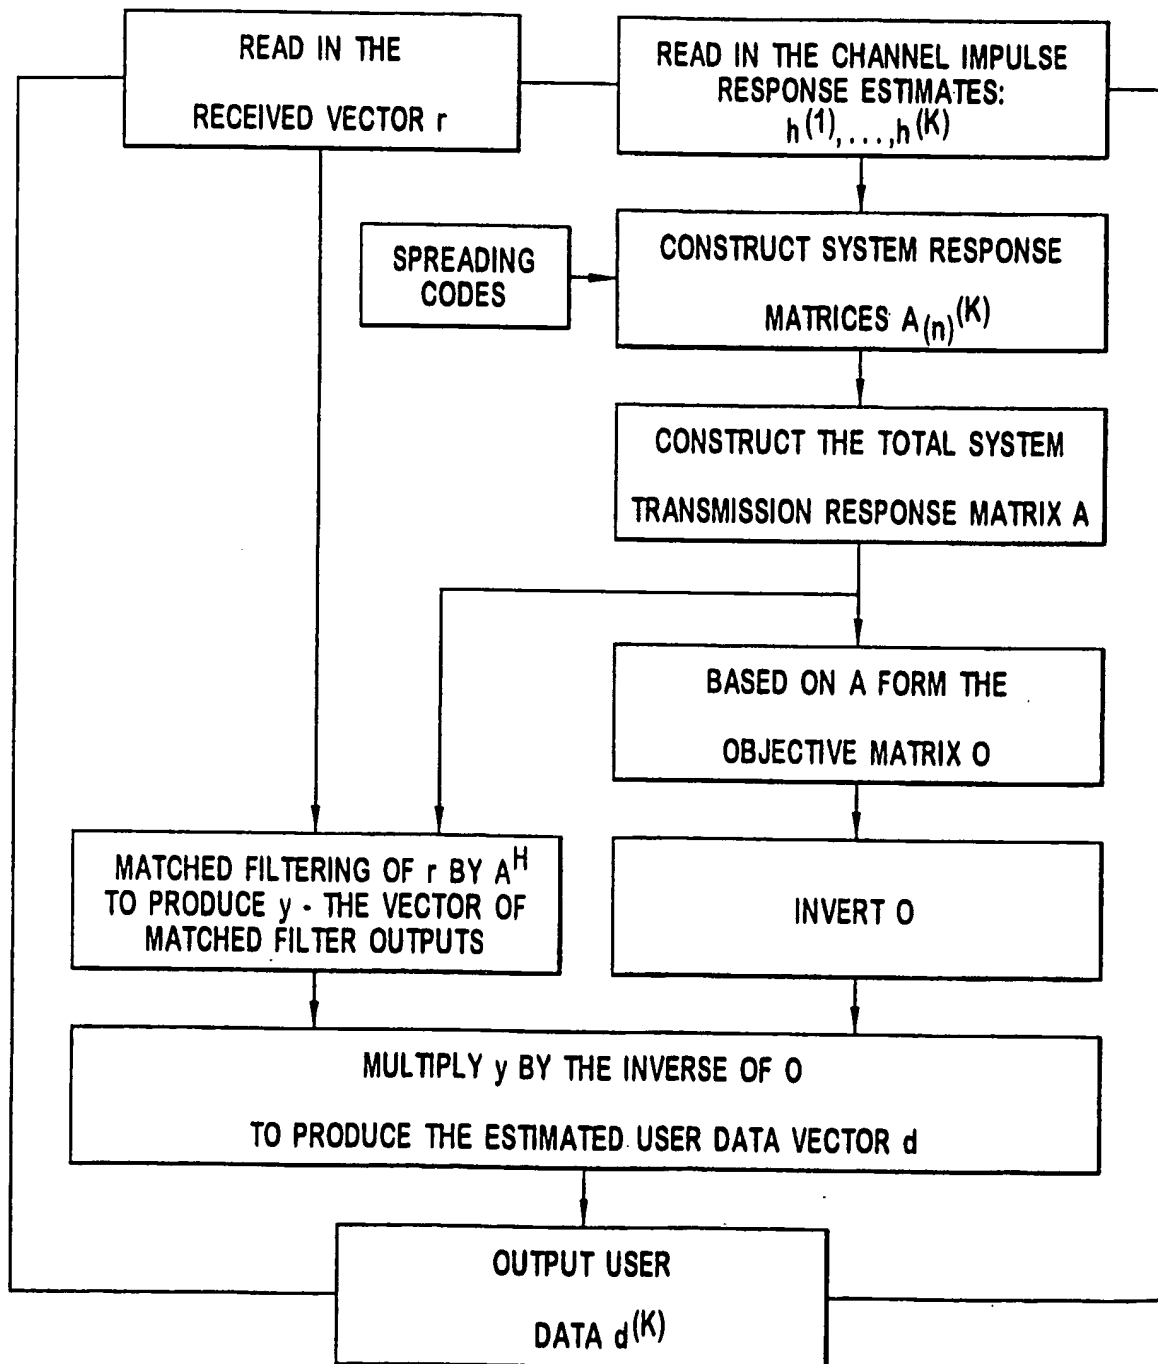 READ IN THE
RECEIVED VECTOR r
READ IN THE CHANNEL IMPULSE
RESPONSE ESTIMATES:
h(1),...,h(K)
SPREADING
CODES
CONSTRUCT SYSTEM RESPONSE
MATRICES A(n)(K)
CONSTRUCT THE TOTAL SYSTEM
TRANSMISSION RESPONSE MATRIX A
BASED ON A FORM THE
OBJECTIVE MATRIX O
MATCHED FILTERING OF r BY AH
TO PRODUCE y - THE VECTOR OF
MATCHED FILTER OUTPUTS
INVERT O
MULTIPLY y BY THE INVERSE OF O
TO PRODUCE THE ESTIMATED USER DATA VECTOR d
OUTPUT USER
DATA d(K)